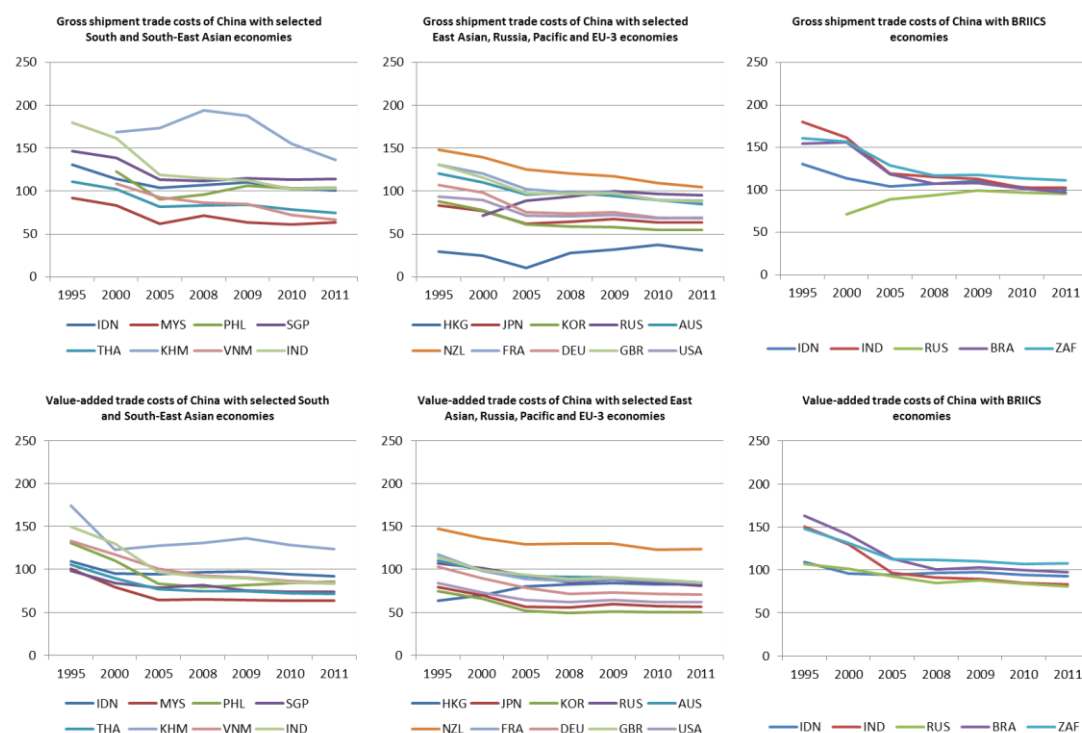 Gross shipment trade costs of China with selected
South and South-East Asian economies
250
200
150
100
50
0
1995 2000 2005 2008 2009 2010 2011
IDN MYS PHL SGP
THA KHM VNM IND
Gross shipment trade costs of China with selected
East Asian, Russia, Pacific and EU-3 economies
250
200
150
100
50
0
1995 2000 2005 2008 2009 2010 2011
HKG JPN KOR RUS AUS
NZL FRA DEU GBR USA
Gross shipment trade costs of China with BRIICS
economies
250
200
150
100
50
0
1995 2000 2005 2008 2009 2010 2011
IDN IND RUS BRA ZAF
Value-added trade costs of China with selected South
and South-East Asian economies
250
200
150
100
50
0
1995 2000 2005 2008 2009 2010 2011
IDN MYS PHL SGP
THA KHM VNM IND
Value-added trade costs of China with selected East
Asian, Russia, Pacific and EU-3 economies
250
200
150
100
50
0
1995 2000 2005 2008 2009 2010 2011
HKG JPN KOR RUS AUS
NZL FRA DEU GBR USA
Value-added trade costs of China with BRIICS
economies
250
200
150
100
50
0
1995 2000 2005 2008 2009 2010 2011
IDN IND RUS BRA ZAF